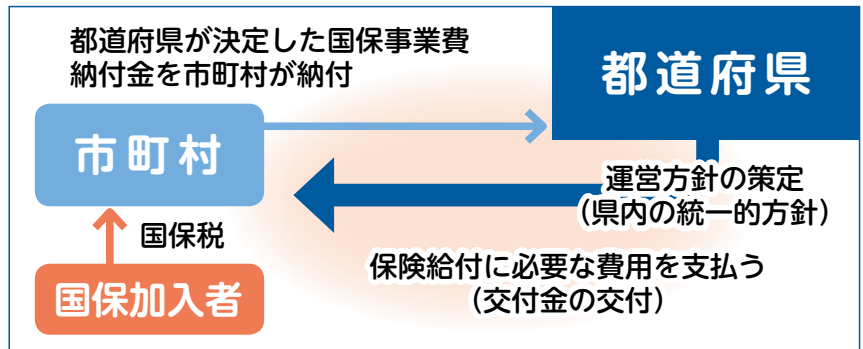 都道府県が決定した国保事業費
納付金を市町村が納付
都道府県
市町村
運営方針の策定
（県内の統一的方針）
国保税
保険給付に必要な費用を支払う
（交付金の交付）
国保加入者